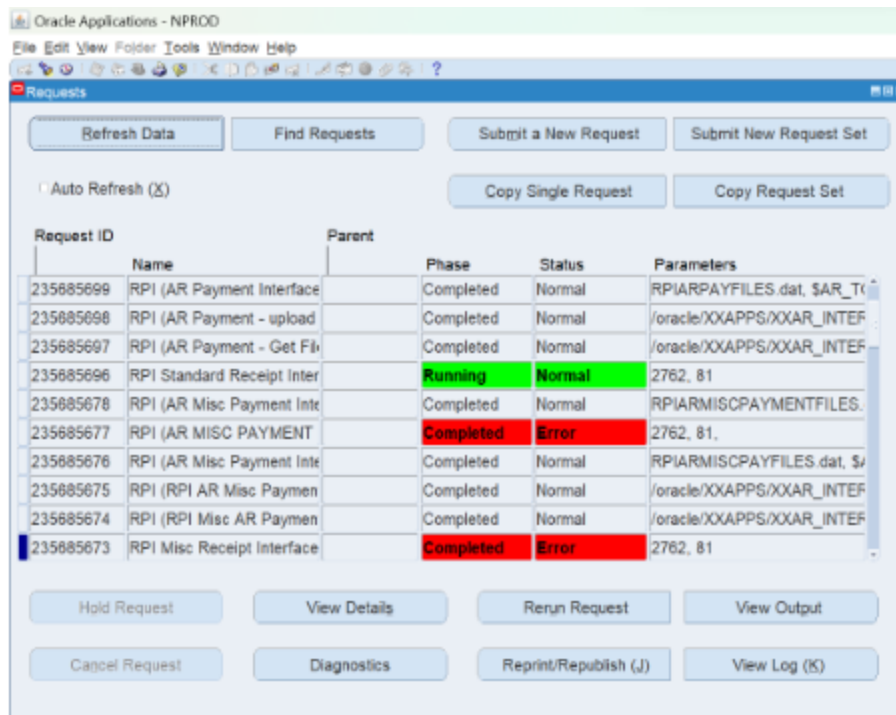 Oracle Applications - NPROD
File Edit View Folder Tools Window Help
Requests
Refresh Data Find Requests Submit a New Request Submit New Request Set
Auto Refresh (X) Copy Single Request Copy Request Set
Request ID Parent
Name Phase Status Parameters
235685699 RPI (AR Payment Interface Completed Normal RPIARPAYFILES.dat, $AR_T
235685698 RPI (AR Payment - upload Completed Normal /oracle/XXAPPS/XXAR_INTER
235685697 RPI (AR Payment - Get File Completed Normal /oracle/XXAPPS/XXAR_INTER
235685696 RPI Standard Receipt Inter Running Normal 2762, 81
235685678 RPI (AR Misc Payment Inte Completed Normal RPIARMISCPAYMENTFILES.
235685677 RPI (AR MISC PAYMENT Completed Error 2762, 81,
235685676 RPI (AR Misc Payment Inte Completed Normal RPIARMISCPAYFILES.dat, $A
235685675 RPI (RPI AR Misc Paymen Completed Normal /oracle/XXAPPS/XXAR_INTER
235685674 RPI (RPI Misc AR Paymen Completed Normal /oracle/XXAPPS/XXAR_INTER
235685673 RPI Misc Receipt Interface Completed Error 2762, 81
Hold Request View Details Rerun Request View Output
Cancel Request Diagnostics Reprint/Republish (J) View Log (K)